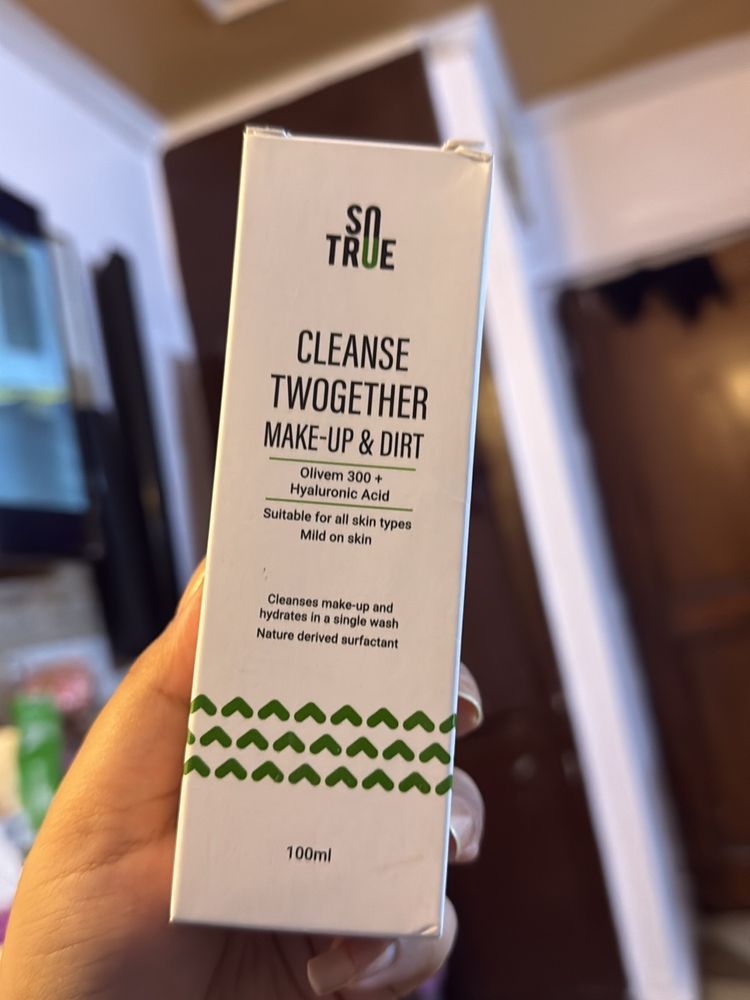 SO
TRUE
CLEANSE
TWOGETHER
MAKE-UP & DIRT
Olivem 300 +
Hyaluronic Acid
Suitable for all skin types
Mild on skin
Cleanses make-up and
hydrates in a single wash
Nature derived surfactant
100ml